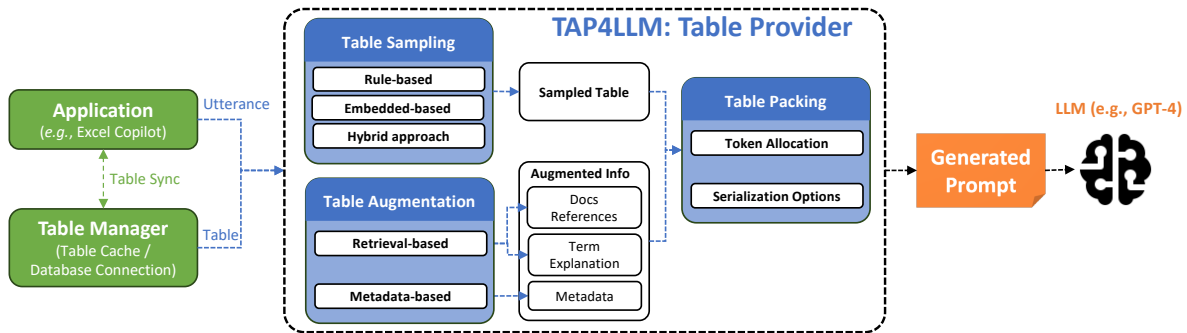 TAP4LLM: Table Provider
Application
(e.g., Excel Copilot)
Table Sync
Table Manager
(Table Cache /
Database Connection)
Utterance
Table
Table Sampling
Rule-based
Embedded-based
Hybrid approach
Table Augmentation
Retrieval-based
Metadata-based
Sampled Table
Augmented Info
Docs
References
Term
Explanation
Metadata
Table Packing
Token Allocation
Serialization Options
Generated
Prompt
LLM (e.g., GPT-4)